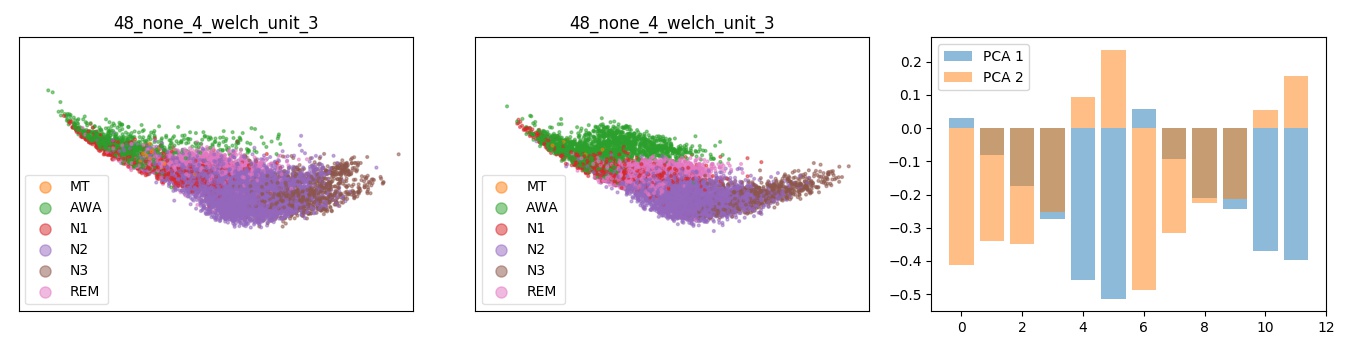 48_none_4_welch_unit_3
MT
AWA
N1
N2
N3
REM
48_none_4_welch_unit_3
MT
AWA
N1
N2
N3
REM
PCA 1
PCA 2
0.2
0.1
0.0
−0.1
−0.2
−0.3
−0.4
−0.5
0 2 4 6 8 10 12